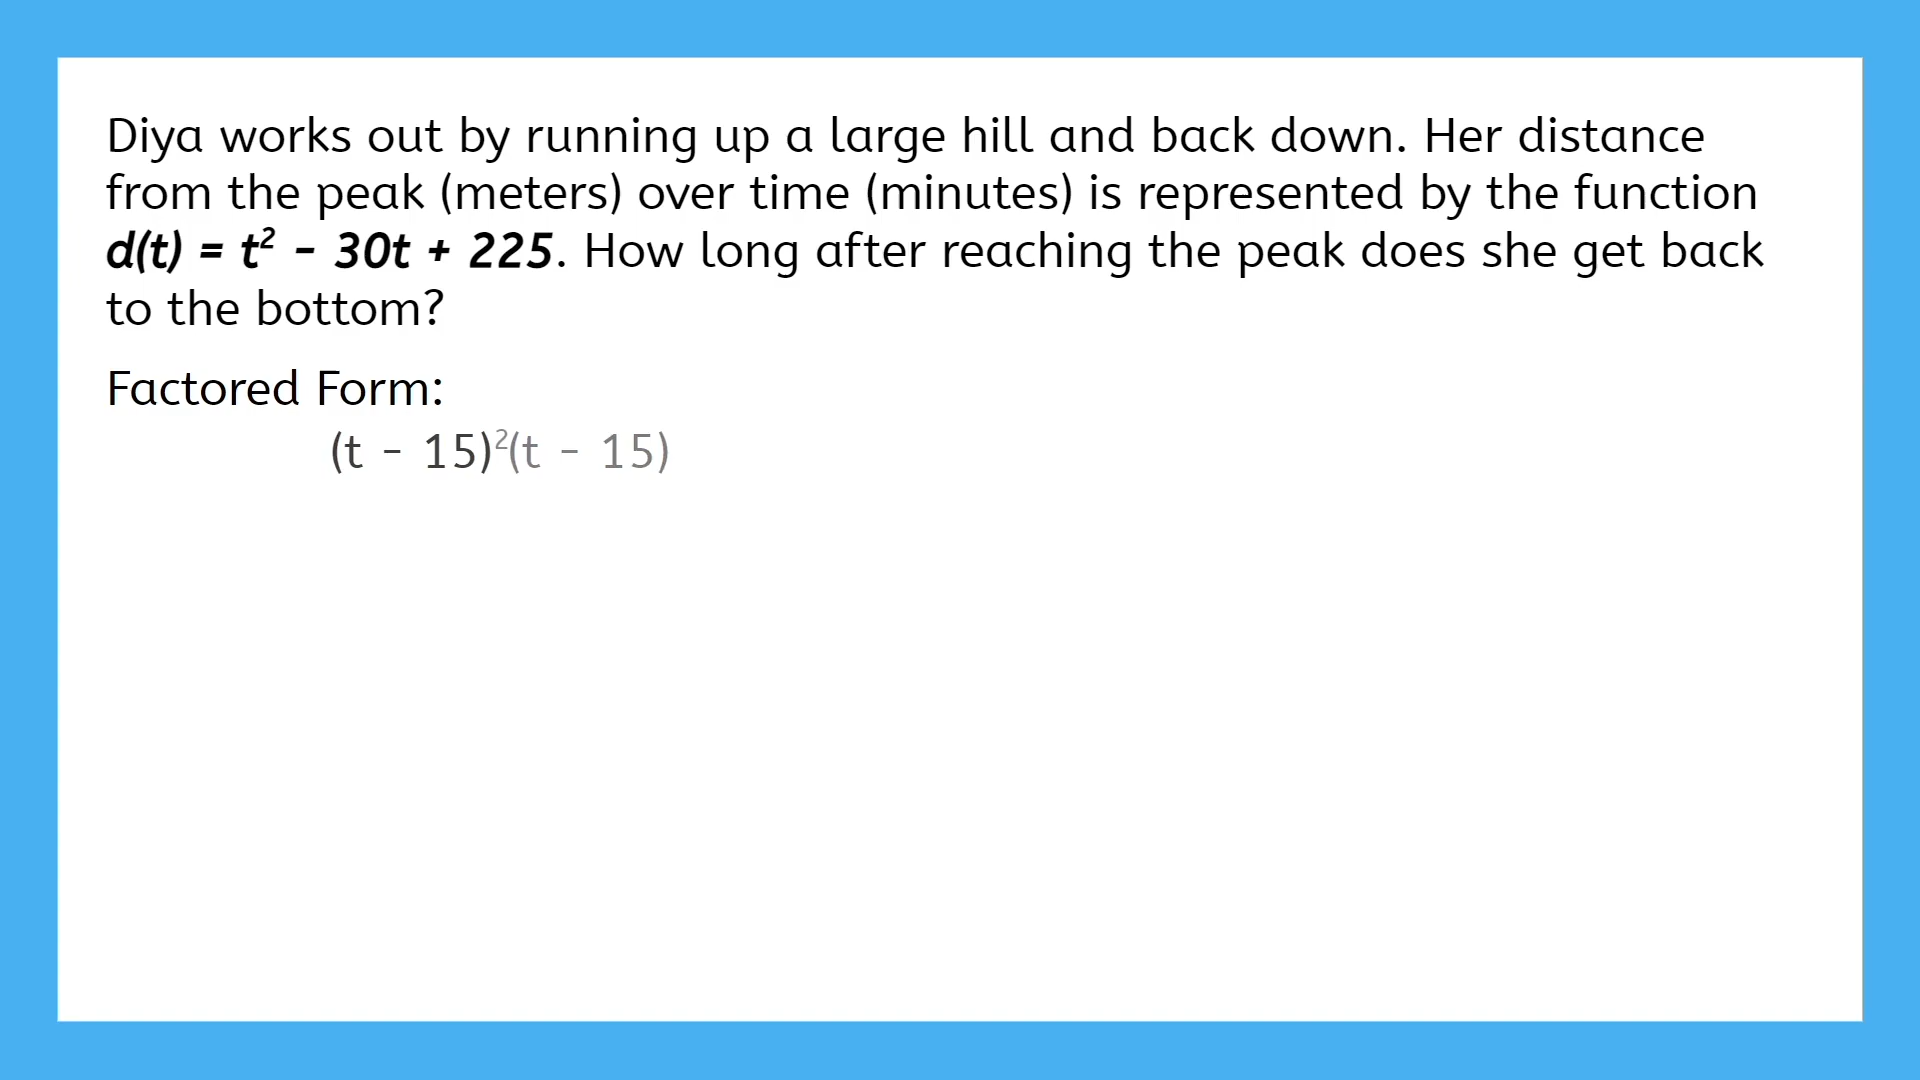 Diya works out by running up a large hill and back down. Her distance
from the peak (meters) over time (minutes) is represented by the function
d(t) = t² – 30t + 225. How long after reaching the peak does she get back
to the bottom?
Factored Form:
(t – 15)²(t – 15)